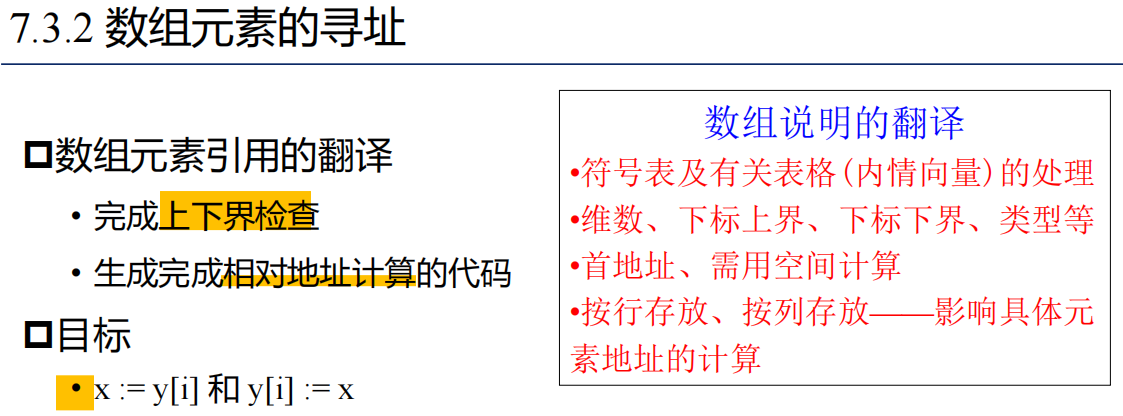 7.3.2 数组元素的寻址
数组元素引用的翻译
• 完成上下界检查
• 生成完成相对地址计算的代码
目标
• x := y[i] 和 y[i] := x
数组说明的翻译
•符号表及有关表格(内情向量)的处理
•维数、下标上界、下标下界、类型等
•首地址、需用空间计算
•按行存放、按列存放——影响具体元
素地址的计算